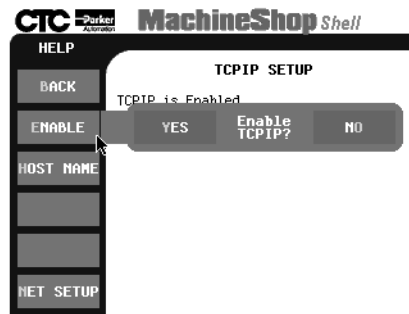 CTC Parker Automation MachineShop Shell
HELP
TCPIP SETUP
BACK
TCPIP is Enabled
ENABLE
YES
Enable TCPIP?
NO
HOST NAME
NET SETUP